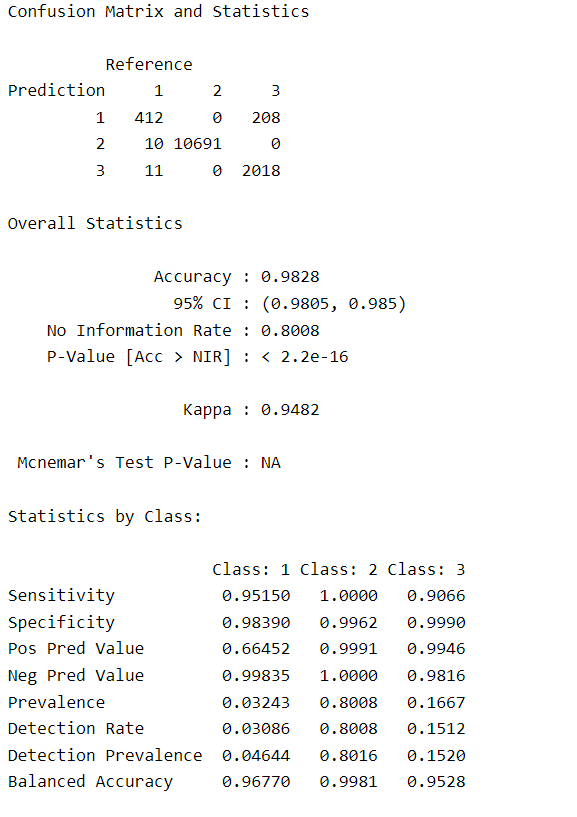 Confusion Matrix and Statistics
Reference
Prediction 1 2 3
1 412 0 208
2 10 10691 0
3 11 0 2018
Overall Statistics
Accuracy : 0.9828
95% CI : (0.9805, 0.985)
No Information Rate : 0.8008
P-Value [Acc > NIR] : < 2.2e-16
Kappa : 0.9482
Mcnemar's Test P-Value : NA
Statistics by Class:
Class: 1 Class: 2 Class: 3
Sensitivity 0.95150 1.0000 0.9066
Specificity 0.98390 0.9962 0.9990
Pos Pred Value 0.66452 0.9991 0.9946
Neg Pred Value 0.99835 1.0000 0.9816
Prevalence 0.03243 0.8008 0.1667
Detection Rate 0.03086 0.8008 0.1512
Detection Prevalence 0.04644 0.8016 0.1520
Balanced Accuracy 0.96770 0.9981 0.9528